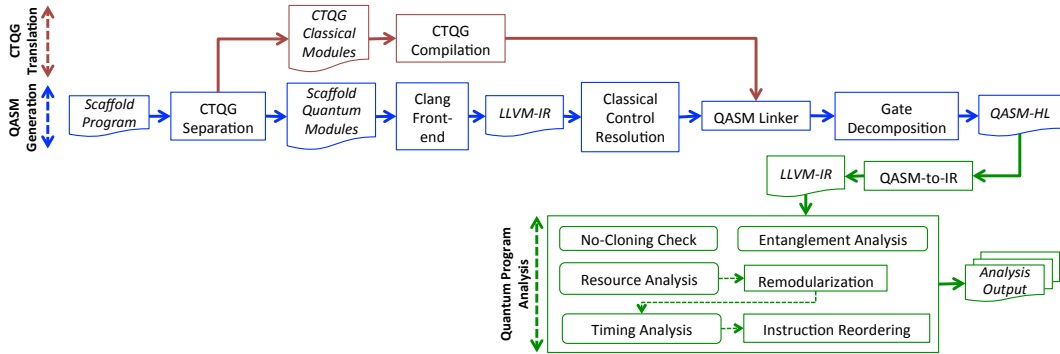 CTQG
Translation
CTQG
Classical
Modules
CTQG
Compilation
QASM
Generation
Scaffold
Program
CTQG
Separation
Scaffold
Quantum
Modules
Clang
Front-
end
LLVM-IR
Classical
Control
Resolution
QASM Linker
Gate
Decomposition
QASM-HL
LLVM-IR
QASM-to-IR
Quantum Program
Analysis
No-Cloning Check
Entanglement Analysis
Resource Analysis
Remodularization
Timing Analysis
Instruction Reordering
Analysis
Output